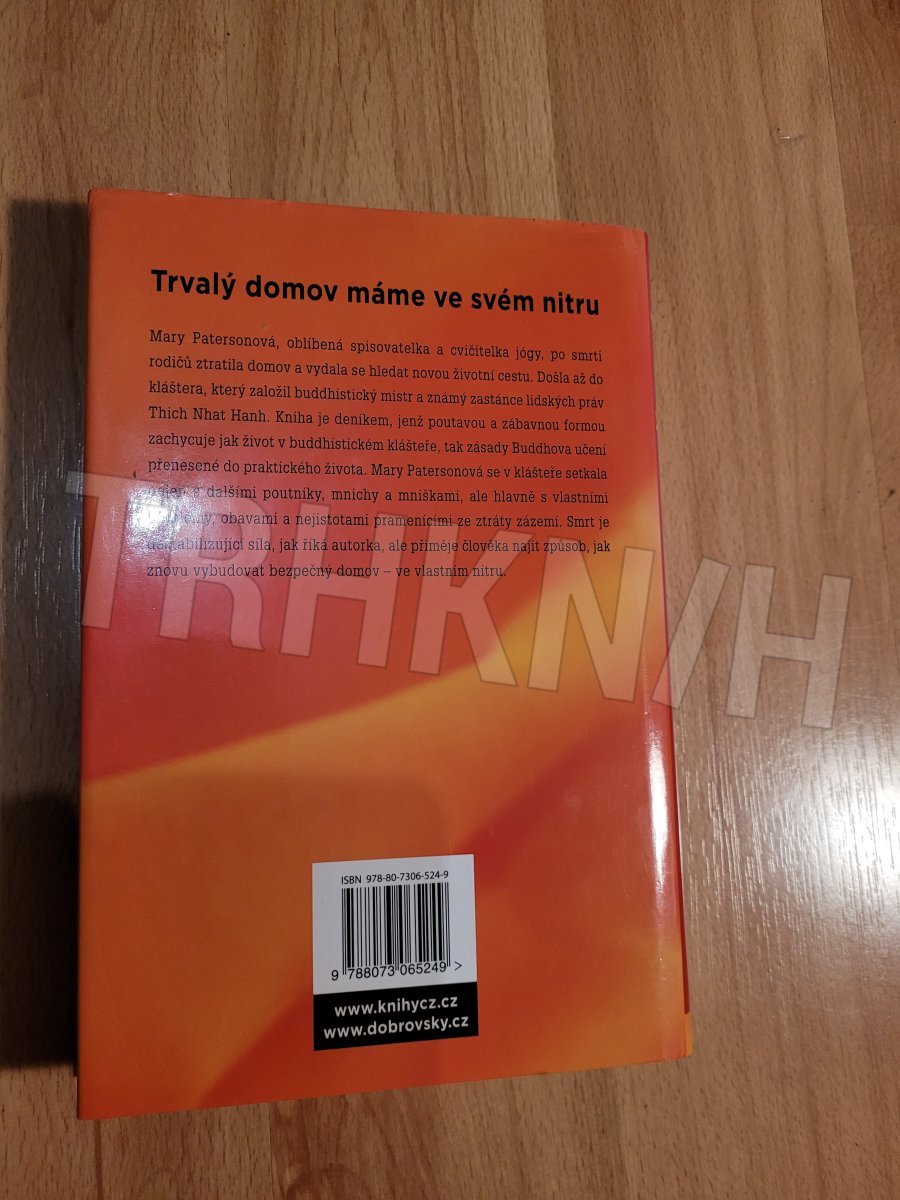 Trvalý domov máme ve svém nitru
Mary Patersonová, oblíbená spisovatelka a cvičitelka jógy, po smrti
rodičů ztratila domov a vydala se hledat novou životní cestu. Došla až do
kláštera, který založil buddhistický mistr a známý zastánce lidských práv
Thich Nhat Hanh. Kniha je deníkem, jenž poutavou a zábavnou formou
zachycuje jak život v buddhistickém klášteře, tak zásady Buddhova učení
přenesené do praktického života. Mary Patersonová se v klášteře setkala
nejen s dalšími poutníky, mnichy a mniškami, ale hlavně s vlastními
obavami a nejistotami pramenícími ze ztráty zázemí. Smrt je
destabilizující síla, jak říká autorka, ale přiměje člověka najít způsob, jak
znovu vybudovat bezpečný domov – ve vlastním nitru.
TRHKNIH
ISBN 978-80-7306-524-9
9 788073 065249 >
www.knihycz.cz
www.dobrovsky.cz